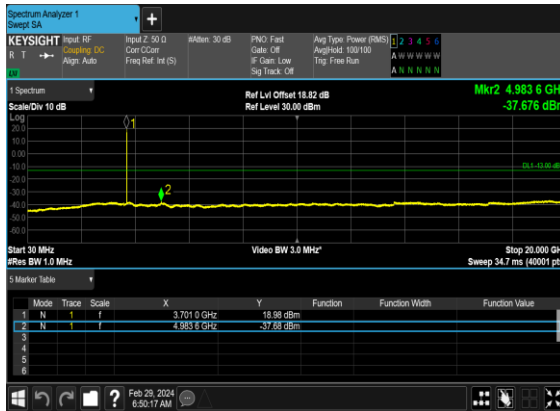 Spectrum Analyzer 1
Swept SA
+
KEYSIGHT Input: RF Input Z: 50 Ω #Atten: 30 dB PNO: Fast Avg Type: Power (RMS) 1 2 3 4 5 6
R T Coupling: DC Corr CCorr Gate: Off Avg|Hold: 100/100 A W W W W W
Align: Auto Freq Ref: Int (S) IF Gain: Low Trig: Free Run
Sig Track: Off A N N N N N
LXI
1 Spectrum Ref Lvl Offset 18.82 dB Mkr2 4.983 6 GH
Scale/Div 10 dB Ref Level 30.00 dBm -37.676 dBr
Log
20.0
10.0
0.00
-10.0
-20.0
-30.0
-40.0
-50.0
-60.0
1
DL1 -13.00 dB
2
Start 30 MHz Video BW 3.0 MHz* Stop 20.000 GH
#Res BW 1.0 MHz Sweep 34.7 ms (40001 pt
5 Marker Table
Mode Trace Scale X Y Function Function Width Function Value
1 N 1 f 3.701 0 GHz 18.98 dBm
2 N 1 f 4.983 6 GHz -37.68 dBm
3
4
5
6
?
Feb 29, 2024
6:50:17 AM